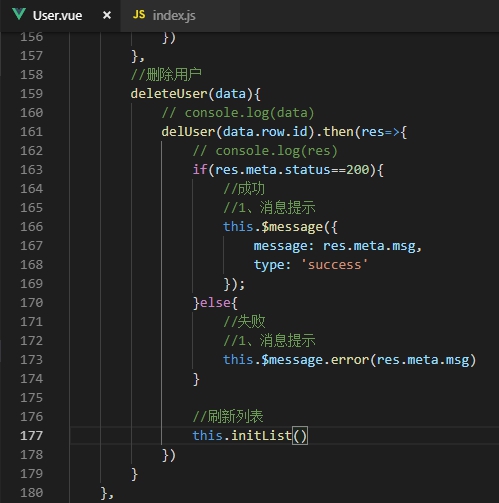 User.vue × JS index.js
156 })
157 },
158 //删除用户
159 deleteUser(data){
160 // console.log(data)
161 delUser(data.row.id).then(res=>{
162 // console.log(res)
163 if(res.meta.status==200){
164 //成功
165 //1、消息提示
166 this.$message({
167 message: res.meta.msg,
168 type: 'success'
169 });
170 }else{
171 //失败
172 //1、消息提示
173 this.$message.error(res.meta.msg)
174 }
175
176 //刷新列表
177 this.initList()
178 })
179 }
180 },